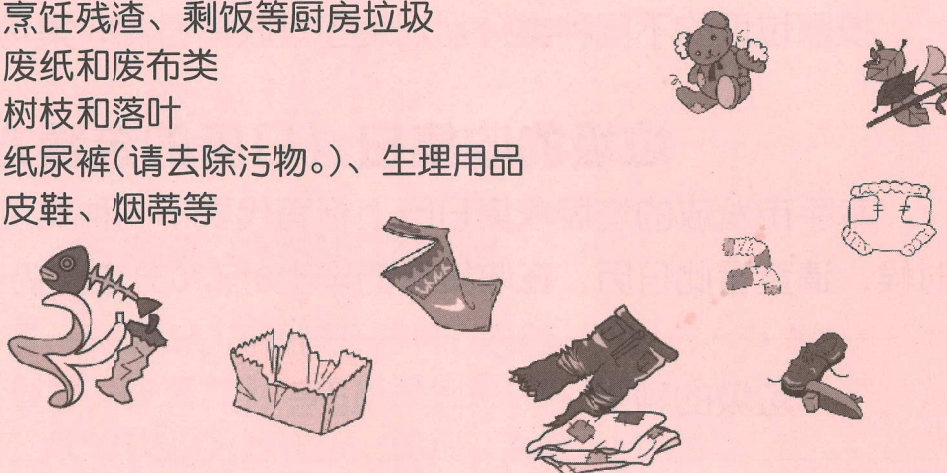 烹饪残渣、剩饭等厨房垃圾
废纸和废布类
树枝和落叶
纸尿裤(请去除污物。)、生理用品
皮鞋、烟蒂等